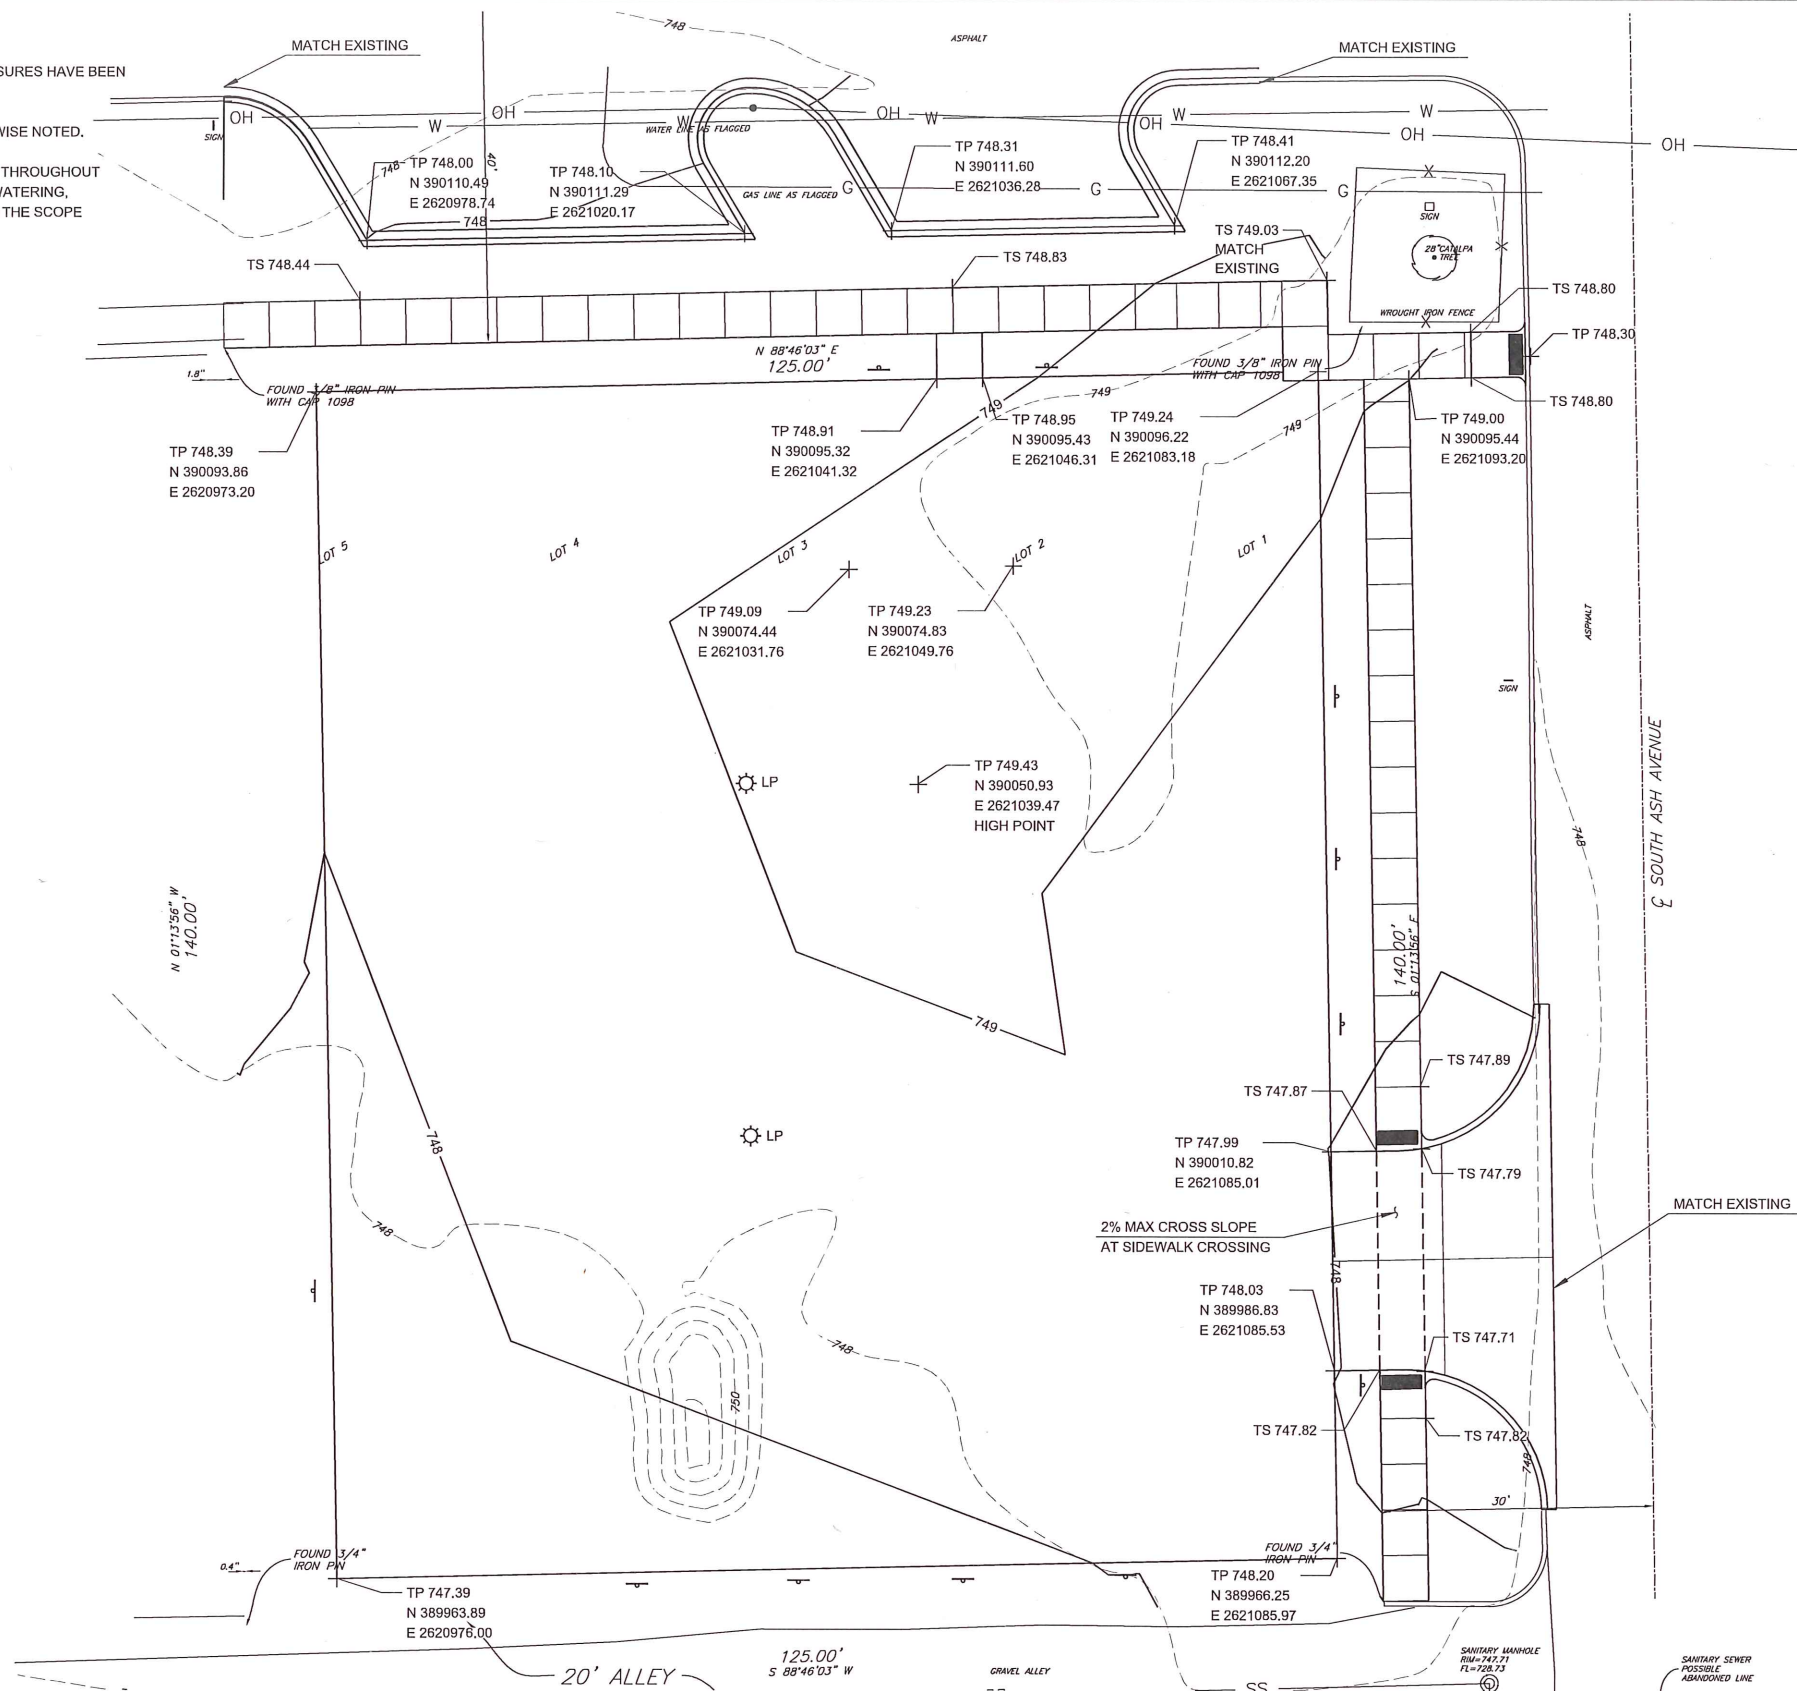 748
ASPHALT
MATCH EXISTING
MATCH EXISTING
SURES HAVE BEEN
WISE NOTED.
THROUGHOUT
WATERING,
THE SCOPE
SIGN
OH
W
OH
W
OH
W
OH
W
OH
W
OH
WATER LINE AS FLAGGED
GAS LINE AS FLAGGED
G
G
G
40'
748
748
TP 748.00
N 390110.49
E 2620978.74
TP 748.10
N 390111.29
E 2621020.17
TP 748.31
N 390111.60
E 2621036.28
TP 748.41
N 390112.20
E 2621067.35
X
SIGN
28" CATALPA
TREE
X
WROUGHT IRON FENCE
X
TS 748.44
TS 748.83
TS 749.03
MATCH
EXISTING
TS 748.80
TP 748.30
TS 748.80
N 88°46'03" E
125.00'
1.8"
FOUND 3/8" IRON PIN
WITH CAP 1098
FOUND 3/8" IRON PIN
WITH CAP 1098
749
749
749
TP 748.39
N 390093.86
E 2620973.20
TP 748.91
N 390095.32
E 2621041.32
TP 748.95
N 390095.43
E 2621046.31
TP 749.24
N 390096.22
E 2621083.18
TP 749.00
N 390095.44
E 2621093.20
LOT 5
LOT 4
LOT 3
LOT 2
LOT 1
TP 749.09
N 390074.44
E 2621031.76
TP 749.23
N 390074.83
E 2621049.76
ASPHALT
SIGN
LP
TP 749.43
N 390050.93
E 2621039.47
HIGH POINT
748
℄ SOUTH ASH AVENUE
N 01°13'56" W
140.00'
140.00'
S 01°13'56" E
749
748
LP
TS 747.89
TS 747.87
TP 747.99
N 390010.82
E 2621085.01
TS 747.79
MATCH EXISTING
2% MAX CROSS SLOPE
AT SIDEWALK CROSSING
748
748
TP 748.03
N 389986.83
E 2621085.53
TS 747.71
748
750
TS 747.82
TS 747.82
748
30'
0.4"
FOUND 3/4"
IRON PIN
FOUND 3/4"
IRON PIN
TP 747.39
N 389963.89
E 2620976.00
TP 748.20
N 389966.25
E 2621085.97
125.00'
S 88°46'03" W
20' ALLEY
GRAVEL ALLEY
SS
SANITARY MANHOLE
RIM=747.71
FL=728.73
SANITARY SEWER
POSSIBLE
ABANDONED LINE